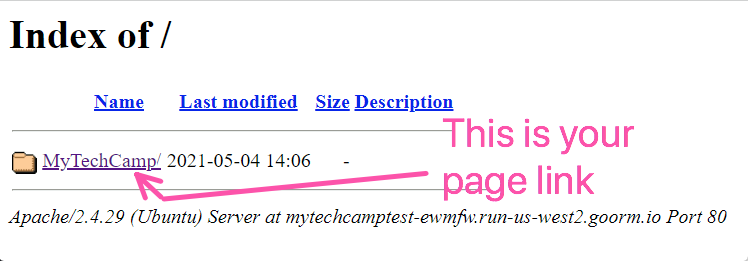 Index of /
Name Last modified Size Description
MyTechCamp/ 2021-05-04 14:06 -
This is your
page link
Apache/2.4.29 (Ubuntu) Server at mytechcamptest-ewmfw.run-us-west2.goorm.io Port 80